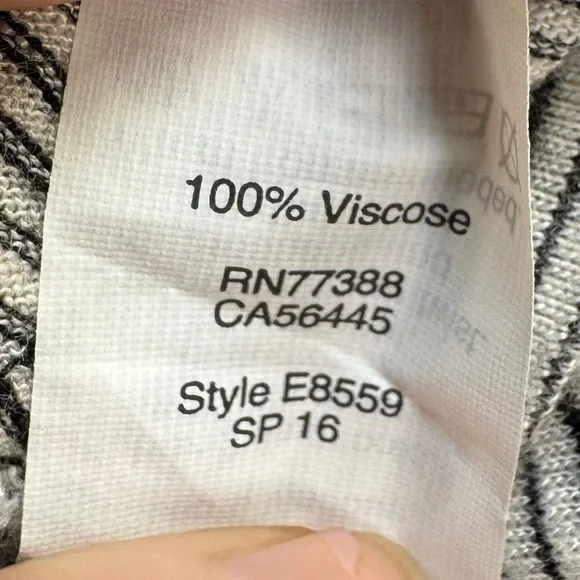 100% Viscose
RN77388
CA56445
Style E8559
SP 16